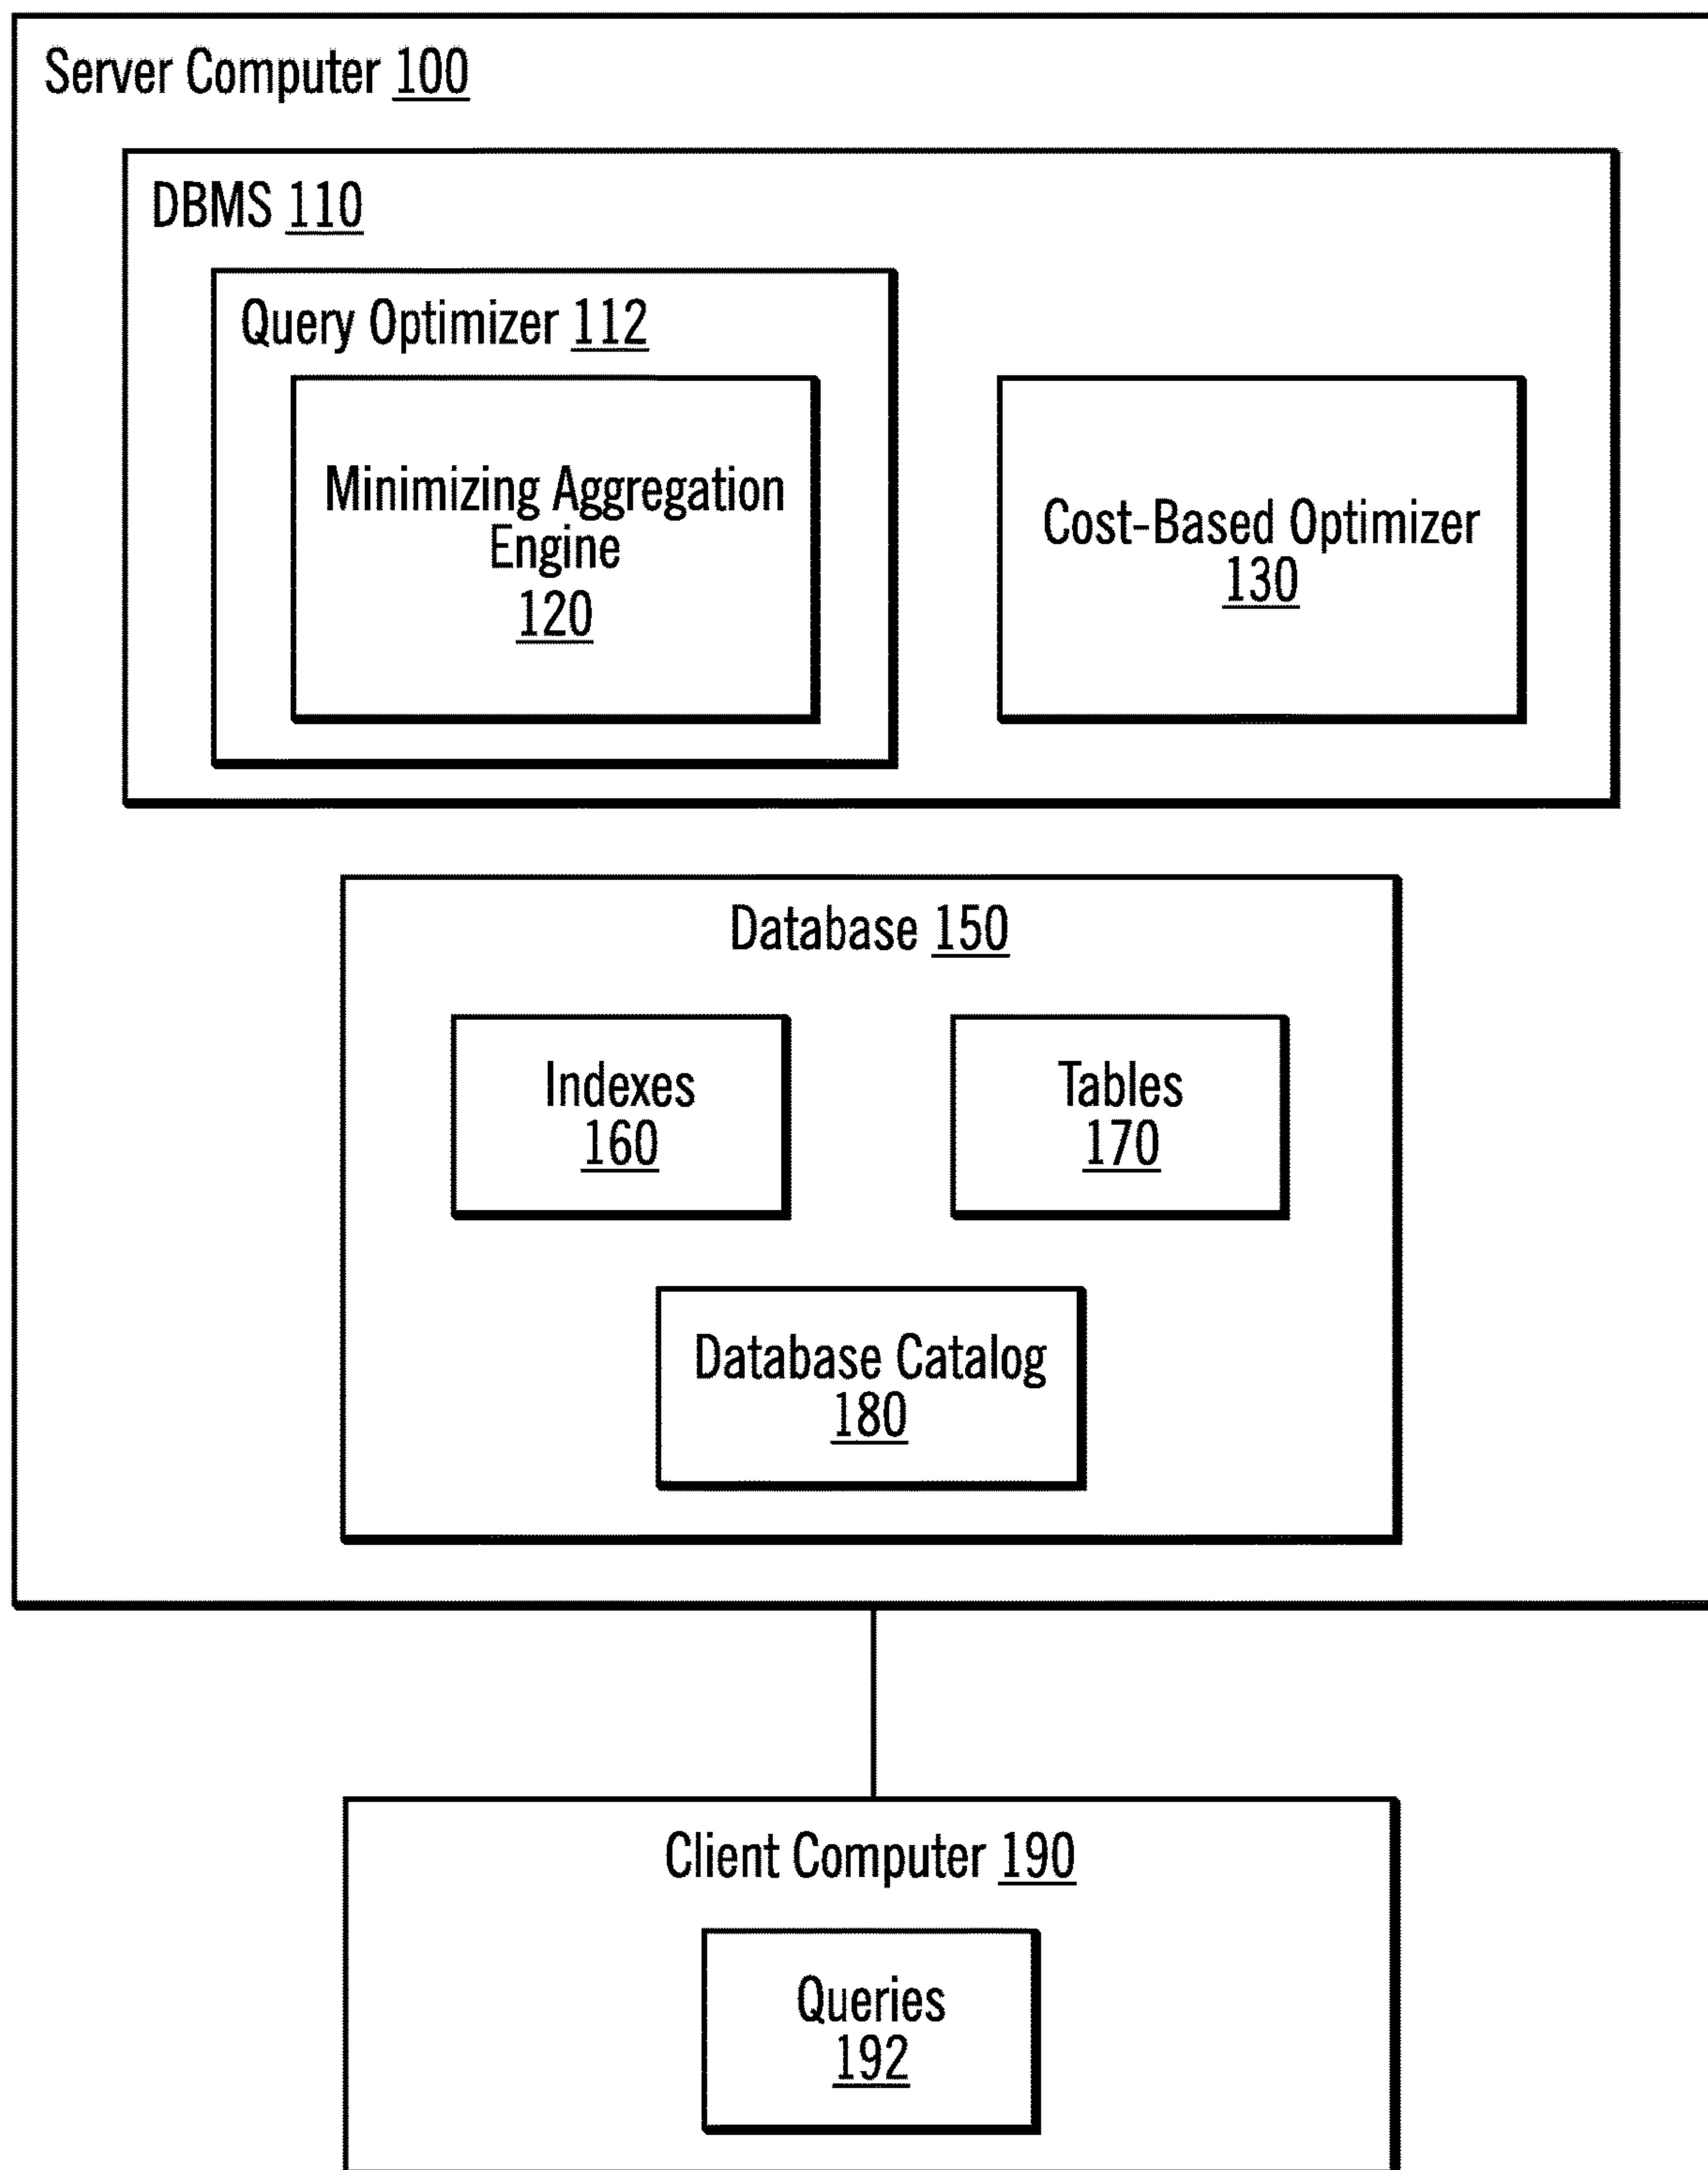 Server Computer 100
DBMS 110
Query Optimizer 112
Minimizing Aggregation
Engine
120
Cost-Based Optimizer
130
Database 150
Indexes
160
Tables
170
Database Catalog
180
Client Computer 190
Queries
192